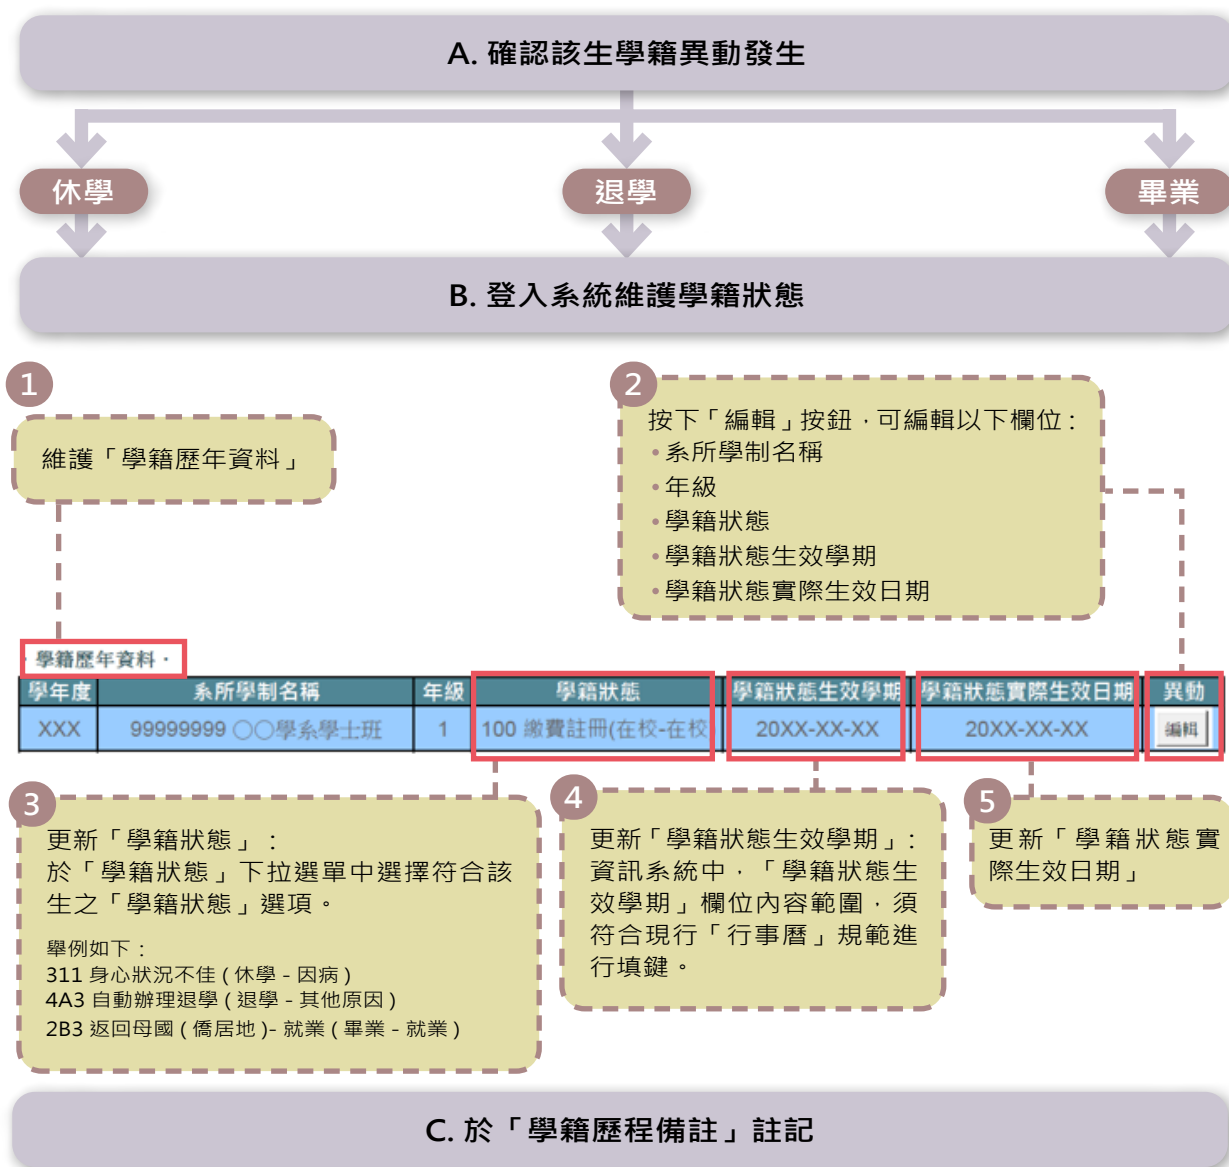 A. 確認該生學籍異動發生
休學
退學
畢業
B. 登入系統維護學籍狀態
1
維護「學籍歷年資料」
2
按下「編輯」按鈕，可編輯以下欄位：
•系所學制名稱
•年級
•學籍狀態
•學籍狀態生效學期
•學籍狀態實際生效日期
·學籍歷年資料·
學年度 系所學制名稱 年級 學籍狀態 學籍狀態生效學期 學籍狀態實際生效日期 異動
XXX 99999999 〇〇學系學士班 1 100 繳費註冊(在校-在校 20XX-XX-XX 20XX-XX-XX 編輯
3
更新「學籍狀態」：
於「學籍狀態」下拉選單中選擇符合該
生之「學籍狀態」選項。
舉例如下：
311 身心狀況不佳 ( 休學 - 因病 )
4A3 自動辦理退學 ( 退學 - 其他原因 )
2B3 返回母國 ( 僑居地 )- 就業 ( 畢業 - 就業 )
4
更新「學籍狀態生效學期」：
資訊系統中，「學籍狀態生
效學期」欄位內容範圍，須
符合現行「行事曆」規範進
行填鍵。
5
更新「學籍狀態實
際生效日期」
C. 於「學籍歷程備註」註記